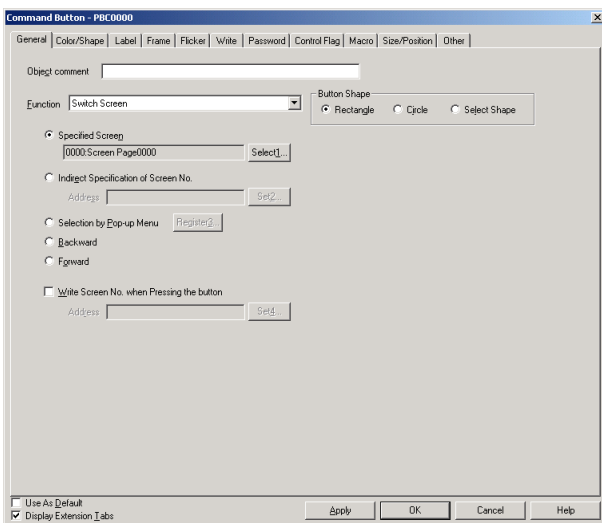 Command Button - PBC0000
General Color/Shape Label Frame Flicker Write Password Control Flag Macro Size/Position Other
Object comment
Function Switch Screen
Button Shape
Rectangle Circle Select Shape
Specified Screen
0000:Screen Page0000 Select1...
Indirect Specification of Screen No.
Address Set2...
Selection by Pop-up Menu Register3...
Backward
Forward
Write Screen No. when Pressing the button
Address Set4...
Use As Default
Display Extension Tabs
Apply OK Cancel Help